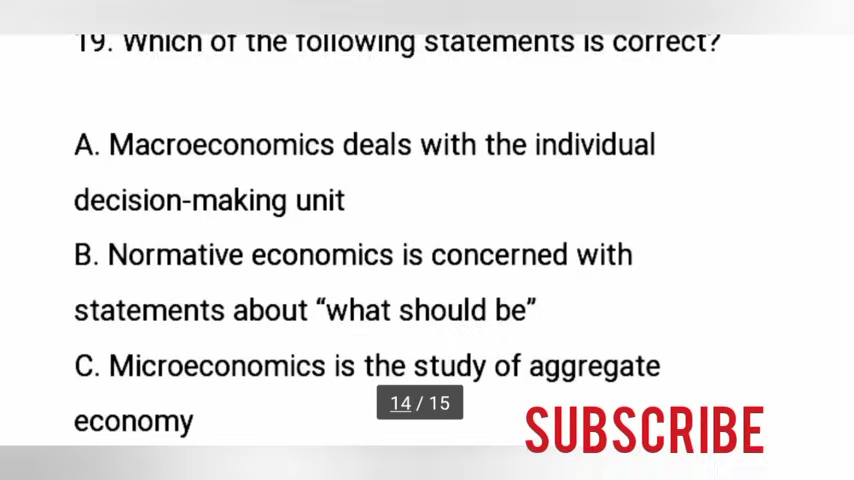 19. Which of the following statements is correct?
A. Macroeconomics deals with the individual
decision-making unit
B. Normative economics is concerned with
statements about “what should be”
C. Microeconomics is the study of aggregate
economy
14 / 15
SUBSCRIBE